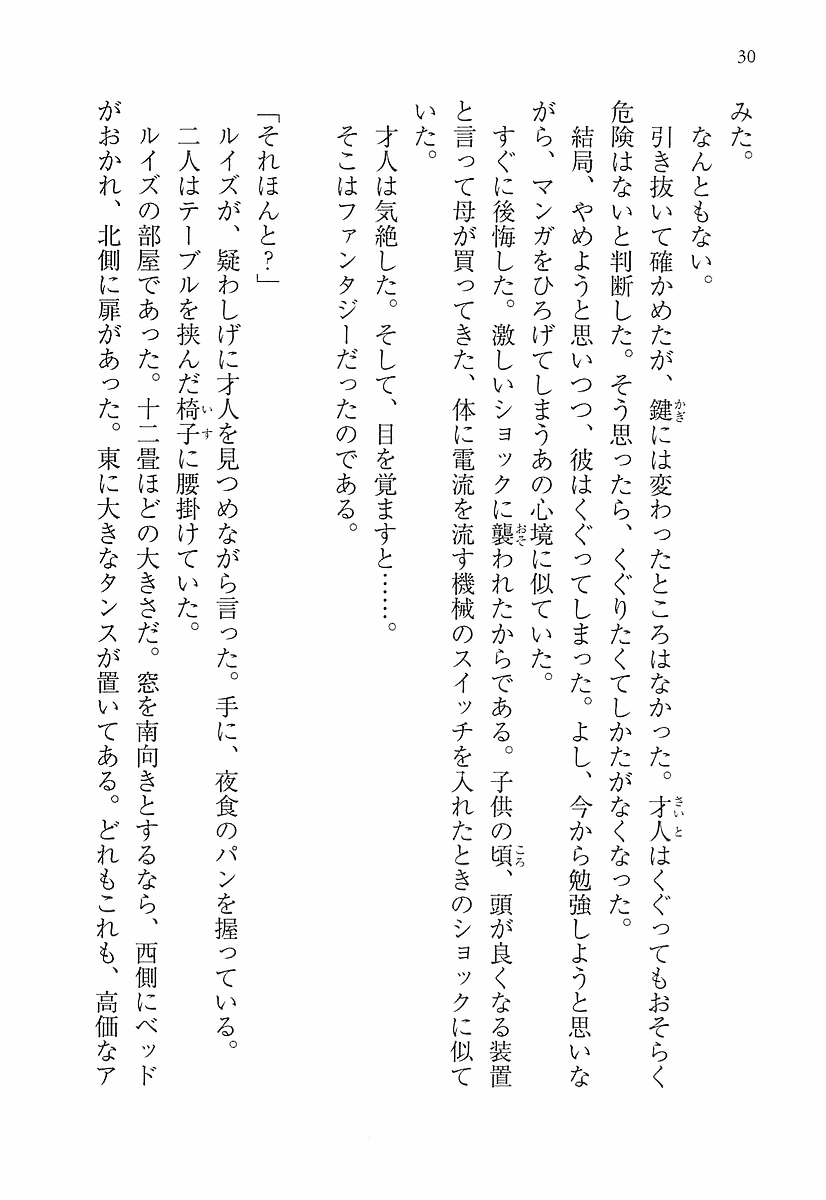 30
みた。
なんともない。
引き抜いて確かめたが、鍵には変わったところはなかった。才人はくぐってもおそらく
危険はないと判断した。そう思ったら、くぐりたくてしかたがなくなった。
結局、やめようと思いつつ、彼はくぐってしまった。よし、今から勉強しようと思いな
がら、マンガをひろげてしまうあの心境に似ていた。
すぐに後悔した。激しいショックに襲われたからである。子供の頃、頭が良くなる装置
と言って母が買ってきた、体に電流を流す機械のスイッチを入れたときのショックに似て
いた。
才人は気絶した。そして、目を覚ますと……。
そこはファンタジーだったのである。
「それほんと?」
ルイズが、疑わしげに才人を見つめながら言った。手に、夜食のパンを握っている。
二人はテーブルを挟んだ椅子に腰掛けていた。
ルイズの部屋であった。十二畳ほどの大きさだ。窓を南向きとするなら、西側にベッド
がおかれ、北側に扉があった。東に大きなタンスが置いてある。どれもこれも、高価なア